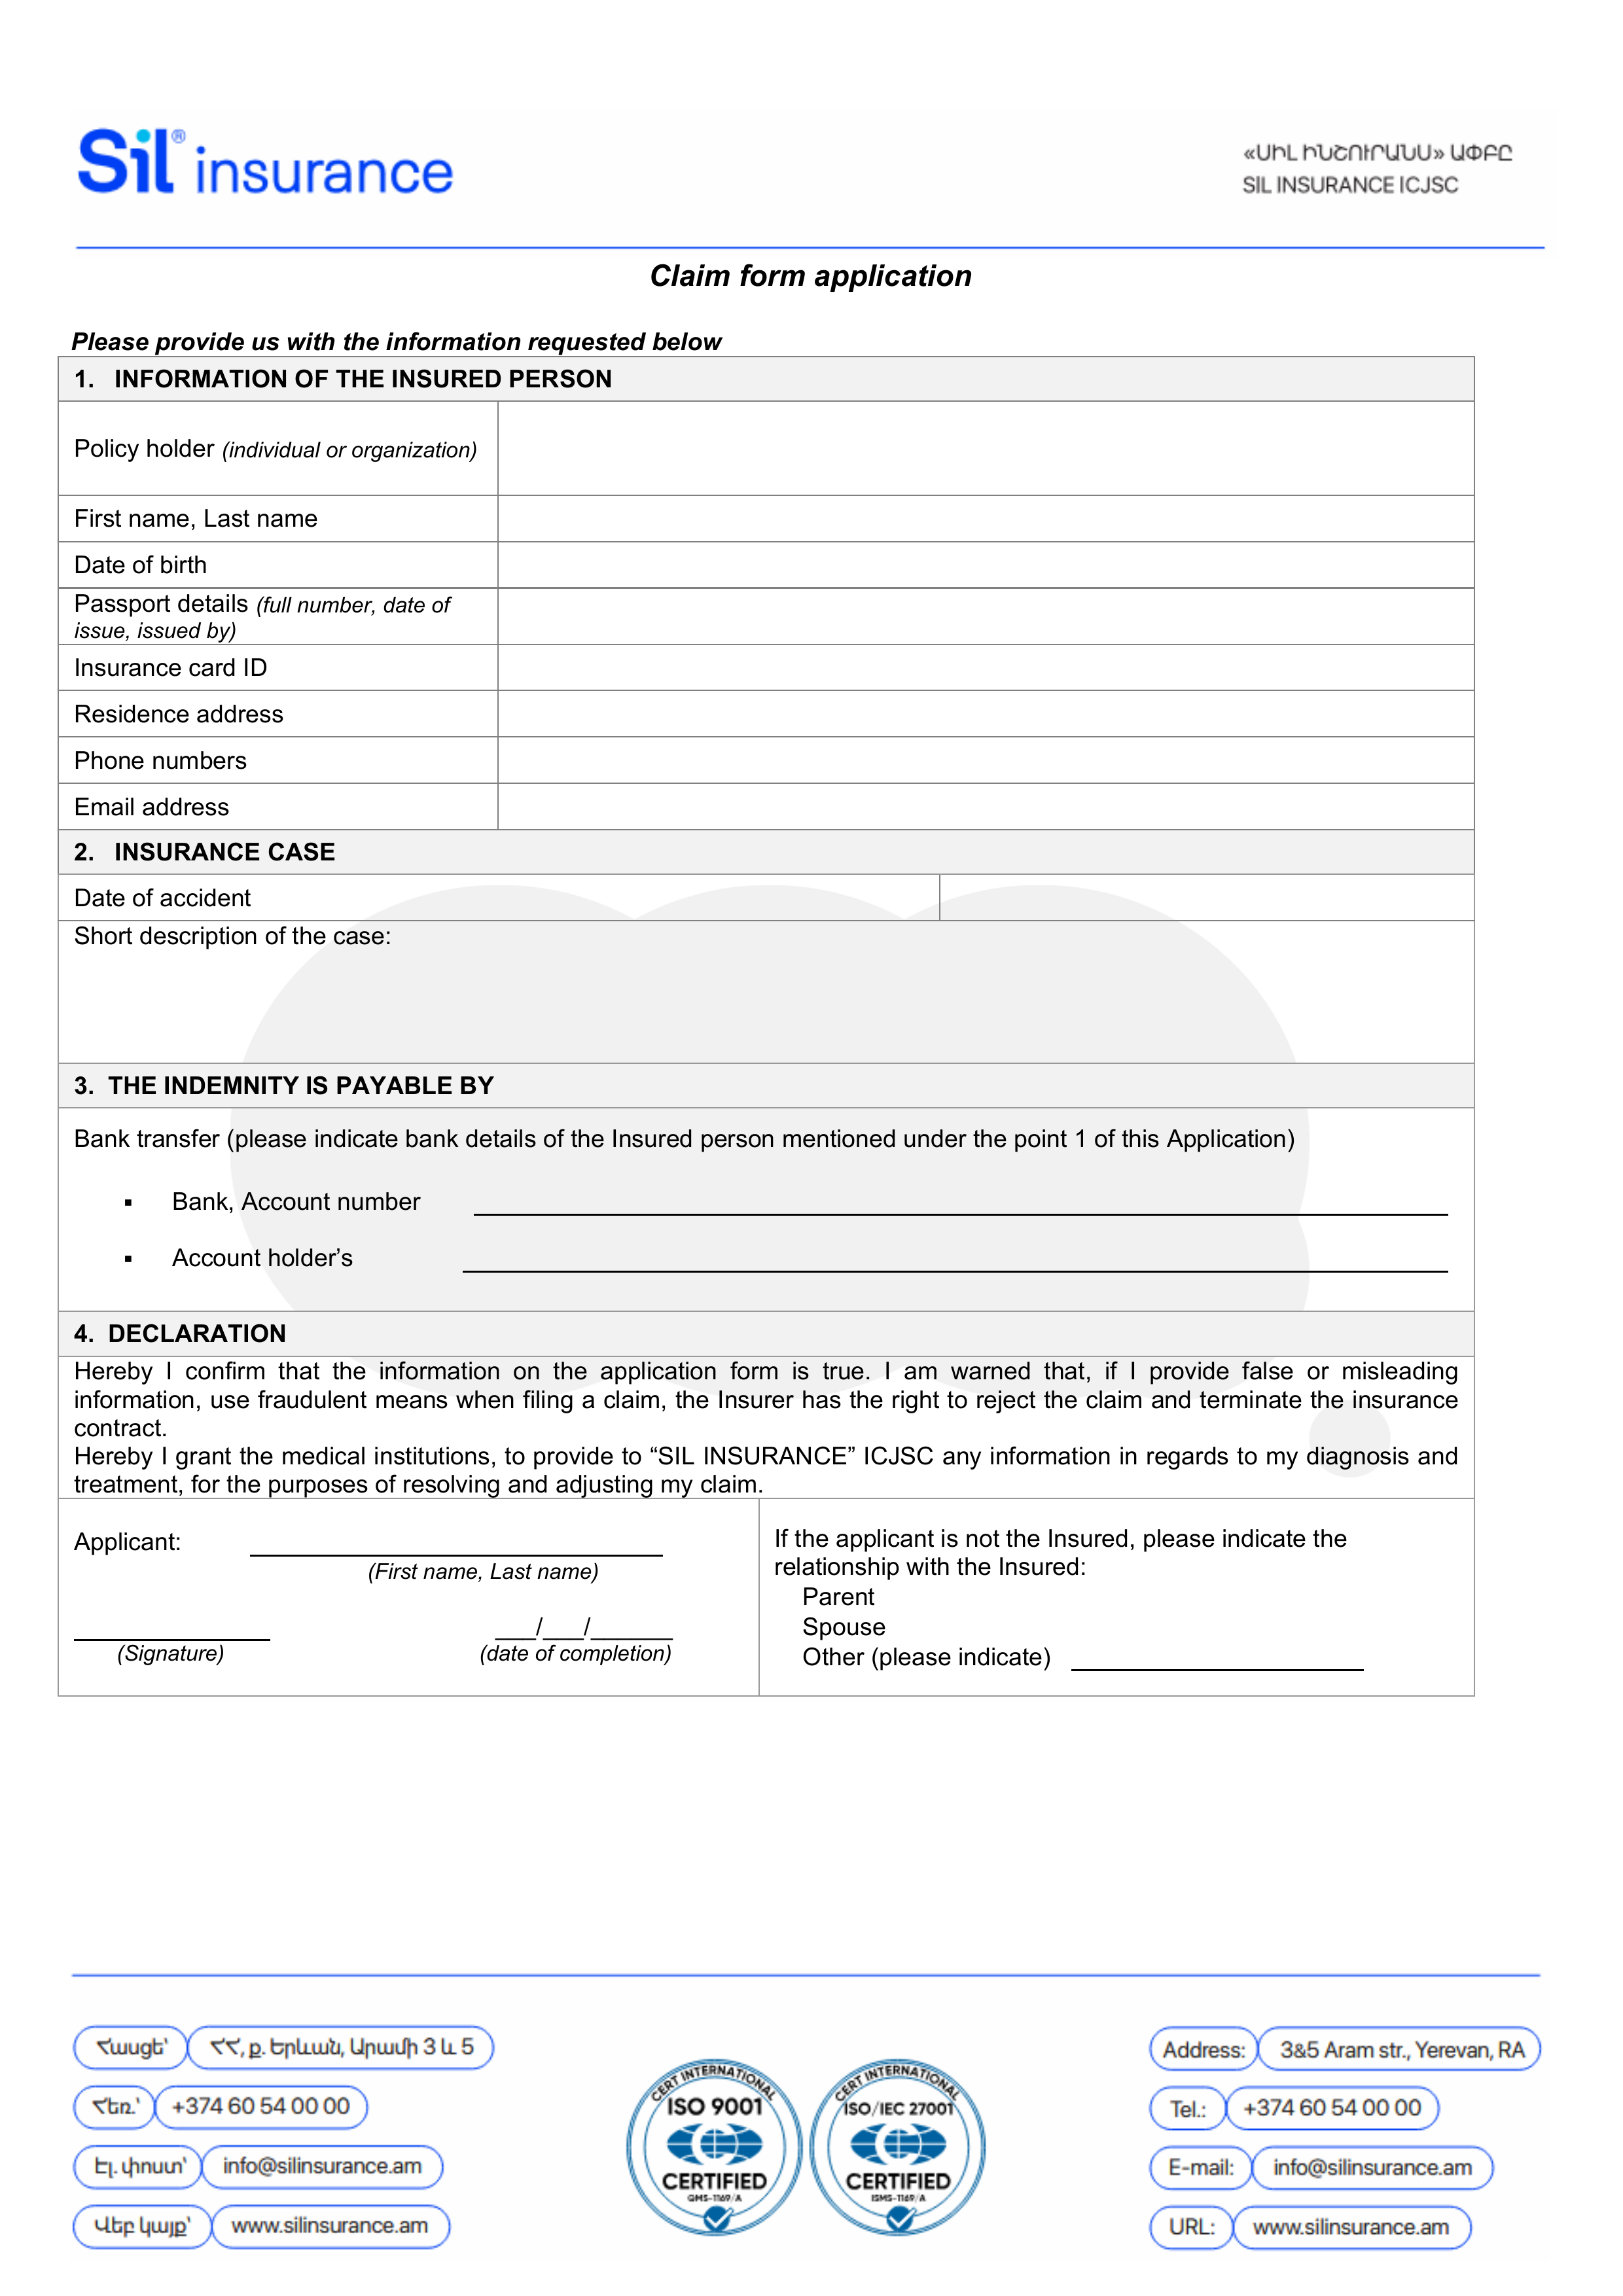 Sil® insurance
«ՍԻԼ ԻՆՇՈՒՐԱՆՍ» ԱՓԲԸ
SIL INSURANCE ICJSC
Claim form application
Please provide us with the information requested below
1. INFORMATION OF THE INSURED PERSON
Policy holder (individual or organization)
First name, Last name
Date of birth
Passport details (full number, date of
issue, issued by)
Insurance card ID
Residence address
Phone numbers
Email address
2. INSURANCE CASE
Date of accident
Short description of the case:
3. THE INDEMNITY IS PAYABLE BY
Bank transfer (please indicate bank details of the Insured person mentioned under the point 1 of this Application)
▪ Bank, Account number
▪ Account holder’s
4. DECLARATION
Hereby I confirm that the information on the application form is true. I am warned that, if I provide false or misleading
information, use fraudulent means when filing a claim, the Insurer has the right to reject the claim and terminate the insurance
contract.
Hereby I grant the medical institutions, to provide to “SIL INSURANCE” ICJSC any information in regards to my diagnosis and
treatment, for the purposes of resolving and adjusting my claim.
Applicant:
(First name, Last name)
___/___/______
(Signature) (date of completion)
If the applicant is not the Insured, please indicate the
relationship with the Insured:
Parent
Spouse
Other (please indicate)
Հասցե՝ ՀՀ, ք. Երևան, Արամի 3 և 5
Հեռ.՝ +374 60 54 00 00
Էլ. փոստ՝ info@silinsurance.am
Վեբ կայք՝ www.silinsurance.am
CERT INTERNATIONAL
ISO 9001
CERTIFIED
QMS-1169/A
CERT INTERNATIONAL
ISO/IEC 27001
CERTIFIED
ISMS-1169/A
Address: 3&5 Aram str., Yerevan, RA
Tel.: +374 60 54 00 00
E-mail: info@silinsurance.am
URL: www.silinsurance.am